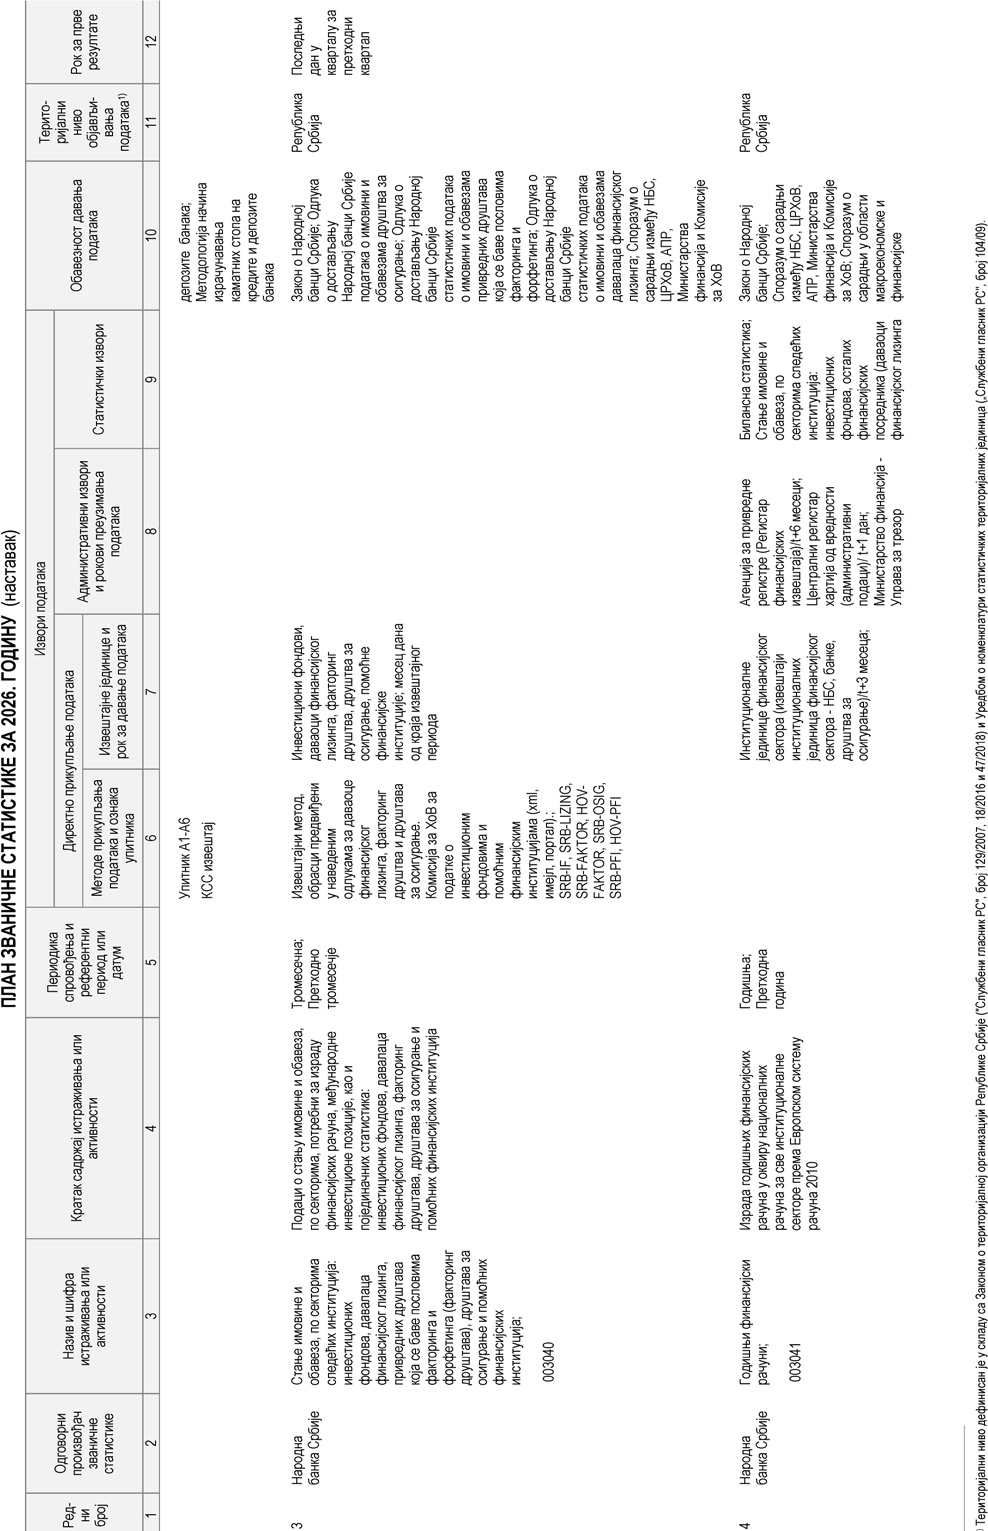 ПЛАН ЗВАНИЧНЕ СТАТИСТИКЕ ЗА 2026. ГОДИНУ (наставак)
Ред-
ни
број
Одговорни
произвођач
званичне
статистике
Назив и шифра
истраживања или
активности
Кратак садржај истраживања или
активности
Периодика
спровођења и
референтни
период или
датум
Извори података
Директно прикупљање података
Методе прикупљања
података и ознака
упитника
Извештајне јединице и
рок за давање података
Административни извори
и рокови преузимања
података
Статистички извори
Обавезност давања
података
Терито-
ријални
ниво
објављи-
вања
података¹⁾
Рок за прве
резултате
1
2
3
4
5
6
7
8
9
10
11
12
Упитник А1-А6
КСС извештај
депозите банака;
Методологија начина
израчунавања
каматних стопа на
кредите и депозите
банака
3
Народна
банка Србије
Стање имовине и
обавеза, по секторима
следећих институција:
инвестиционих
фондова, давалаца
финансијског лизинга,
привредних друштава
која се баве пословима
факторинга и
форфетинга (факторинг
друштава), друштава за
осигурање и помоћних
финансијских
институција;
003040
Подаци о стању имовине и обавеза,
по секторима, потребни за израду
финансијских рачуна, међународне
инвестиционе позиције, као и
појединачних статистика:
инвестиционих фондова, давалаца
финансијског лизинга, факторинг
друштава, друштава за осигурање и
помоћних финансијских институција
Тромесечна;
Претходно
тромесечје
Извештајни метод,
обрасци предвиђени
у наведеним
одлукама за даваоце
финансијског
лизинга, факторинг
друштва и друштава
за осигурање.
Комисија за ХоВ за
податке о
инвестиционим
фондовима и
помоћним
финансијским
институцијама (xml,
имејл, портал).;
SRB-IF, SRB-LIZING,
SRB-FAKTOR, HOV-
FAKTOR, SRB-OSIG,
SRB-PFI, HOV-PFI
Инвестициони фондови,
даваоци финансијског
лизинга, факторинг
друштва, друштва за
осигурање, помоћне
финансијске
институције; месец дана
од краја извештајног
периода
Закон о Народној
банци Србије; Одлука
о достављању
Народној банци Србије
података о имовини и
обавезама друштва за
осигурање; Одлука о
достављању Народној
банци Србије
статистичких података
о имовини и обавезама
привредних друштава
која се баве пословима
факторинга и
форфетинга; Одлука о
достављању Народној
банци Србије
статистичких података
о имовини и обавезама
давалаца финансијског
лизинга; Споразум о
сарадњи између НБС,
ЦРХоВ, АПР,
Министарства
финансија и Комисије
за ХоВ
Република
Србија
Последњи
дан у
кварталу за
претходни
квартал
4
Народна
банка Србије
Годишњи финансијски
рачуни;
003041
Израда годишњих финансијских
рачуна у оквиру националних
рачуна за све институционалне
секторе према Европском систему
рачуна 2010
Годишња;
Претходна
година
Институционалне
јединице финансијског
сектора (извештаји
институционалних
јединица финансијског
сектора - НБС, банке,
друштва за
осигурање)/t+3 месеца;
Агенција за привредне
регистре (Регистар
финансијских
извештаја)/t+6 месеци;
Централни регистар
хартија од вредности
(административни
подаци)/ t+1 дан;
Министарство финансија -
Управа за трезор
Билансна статистика;
Стање имовине и
обавеза, по
секторима следећих
институција:
инвестиционих
фондова, осталих
финансијских
посредника (даваоци
финансијског лизинга
Закон о Народној
банци Србије;
Споразум о сарадњи
између НБС, ЦРХоВ,
АПР, Министарства
финансија и Комисије
за ХоВ; Споразум о
сарадњи у области
макроекономске и
финансијске
Република
Србија
⁾ Територијални ниво дефинисан је у складу са Законом о територијалној организацији Републике Србије ("Службени гласник РС", број 129/2007, 18/2016 и 47/2018) и Уредбом о номенклатури статистичких територијалних јединица („Службени гласник РС", број 104/09).